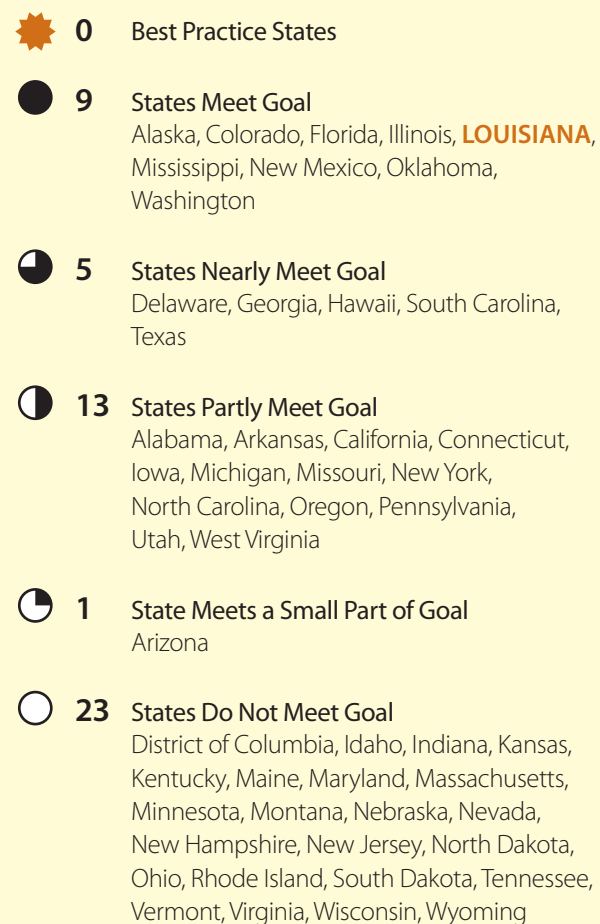 0 Best Practice States
9 States Meet Goal
Alaska, Colorado, Florida, Illinois, LOUISIANA,
Mississippi, New Mexico, Oklahoma,
Washington
5 States Nearly Meet Goal
Delaware, Georgia, Hawaii, South Carolina,
Texas
13 States Partly Meet Goal
Alabama, Arkansas, California, Connecticut,
Iowa, Michigan, Missouri, New York,
North Carolina, Oregon, Pennsylvania,
Utah, West Virginia
1 State Meets a Small Part of Goal
Arizona
23 States Do Not Meet Goal
District of Columbia, Idaho, Indiana, Kansas,
Kentucky, Maine, Maryland, Massachusetts,
Minnesota, Montana, Nebraska, Nevada,
New Hampshire, New Jersey, North Dakota,
Ohio, Rhode Island, South Dakota, Tennessee,
Vermont, Virginia, Wisconsin, Wyoming